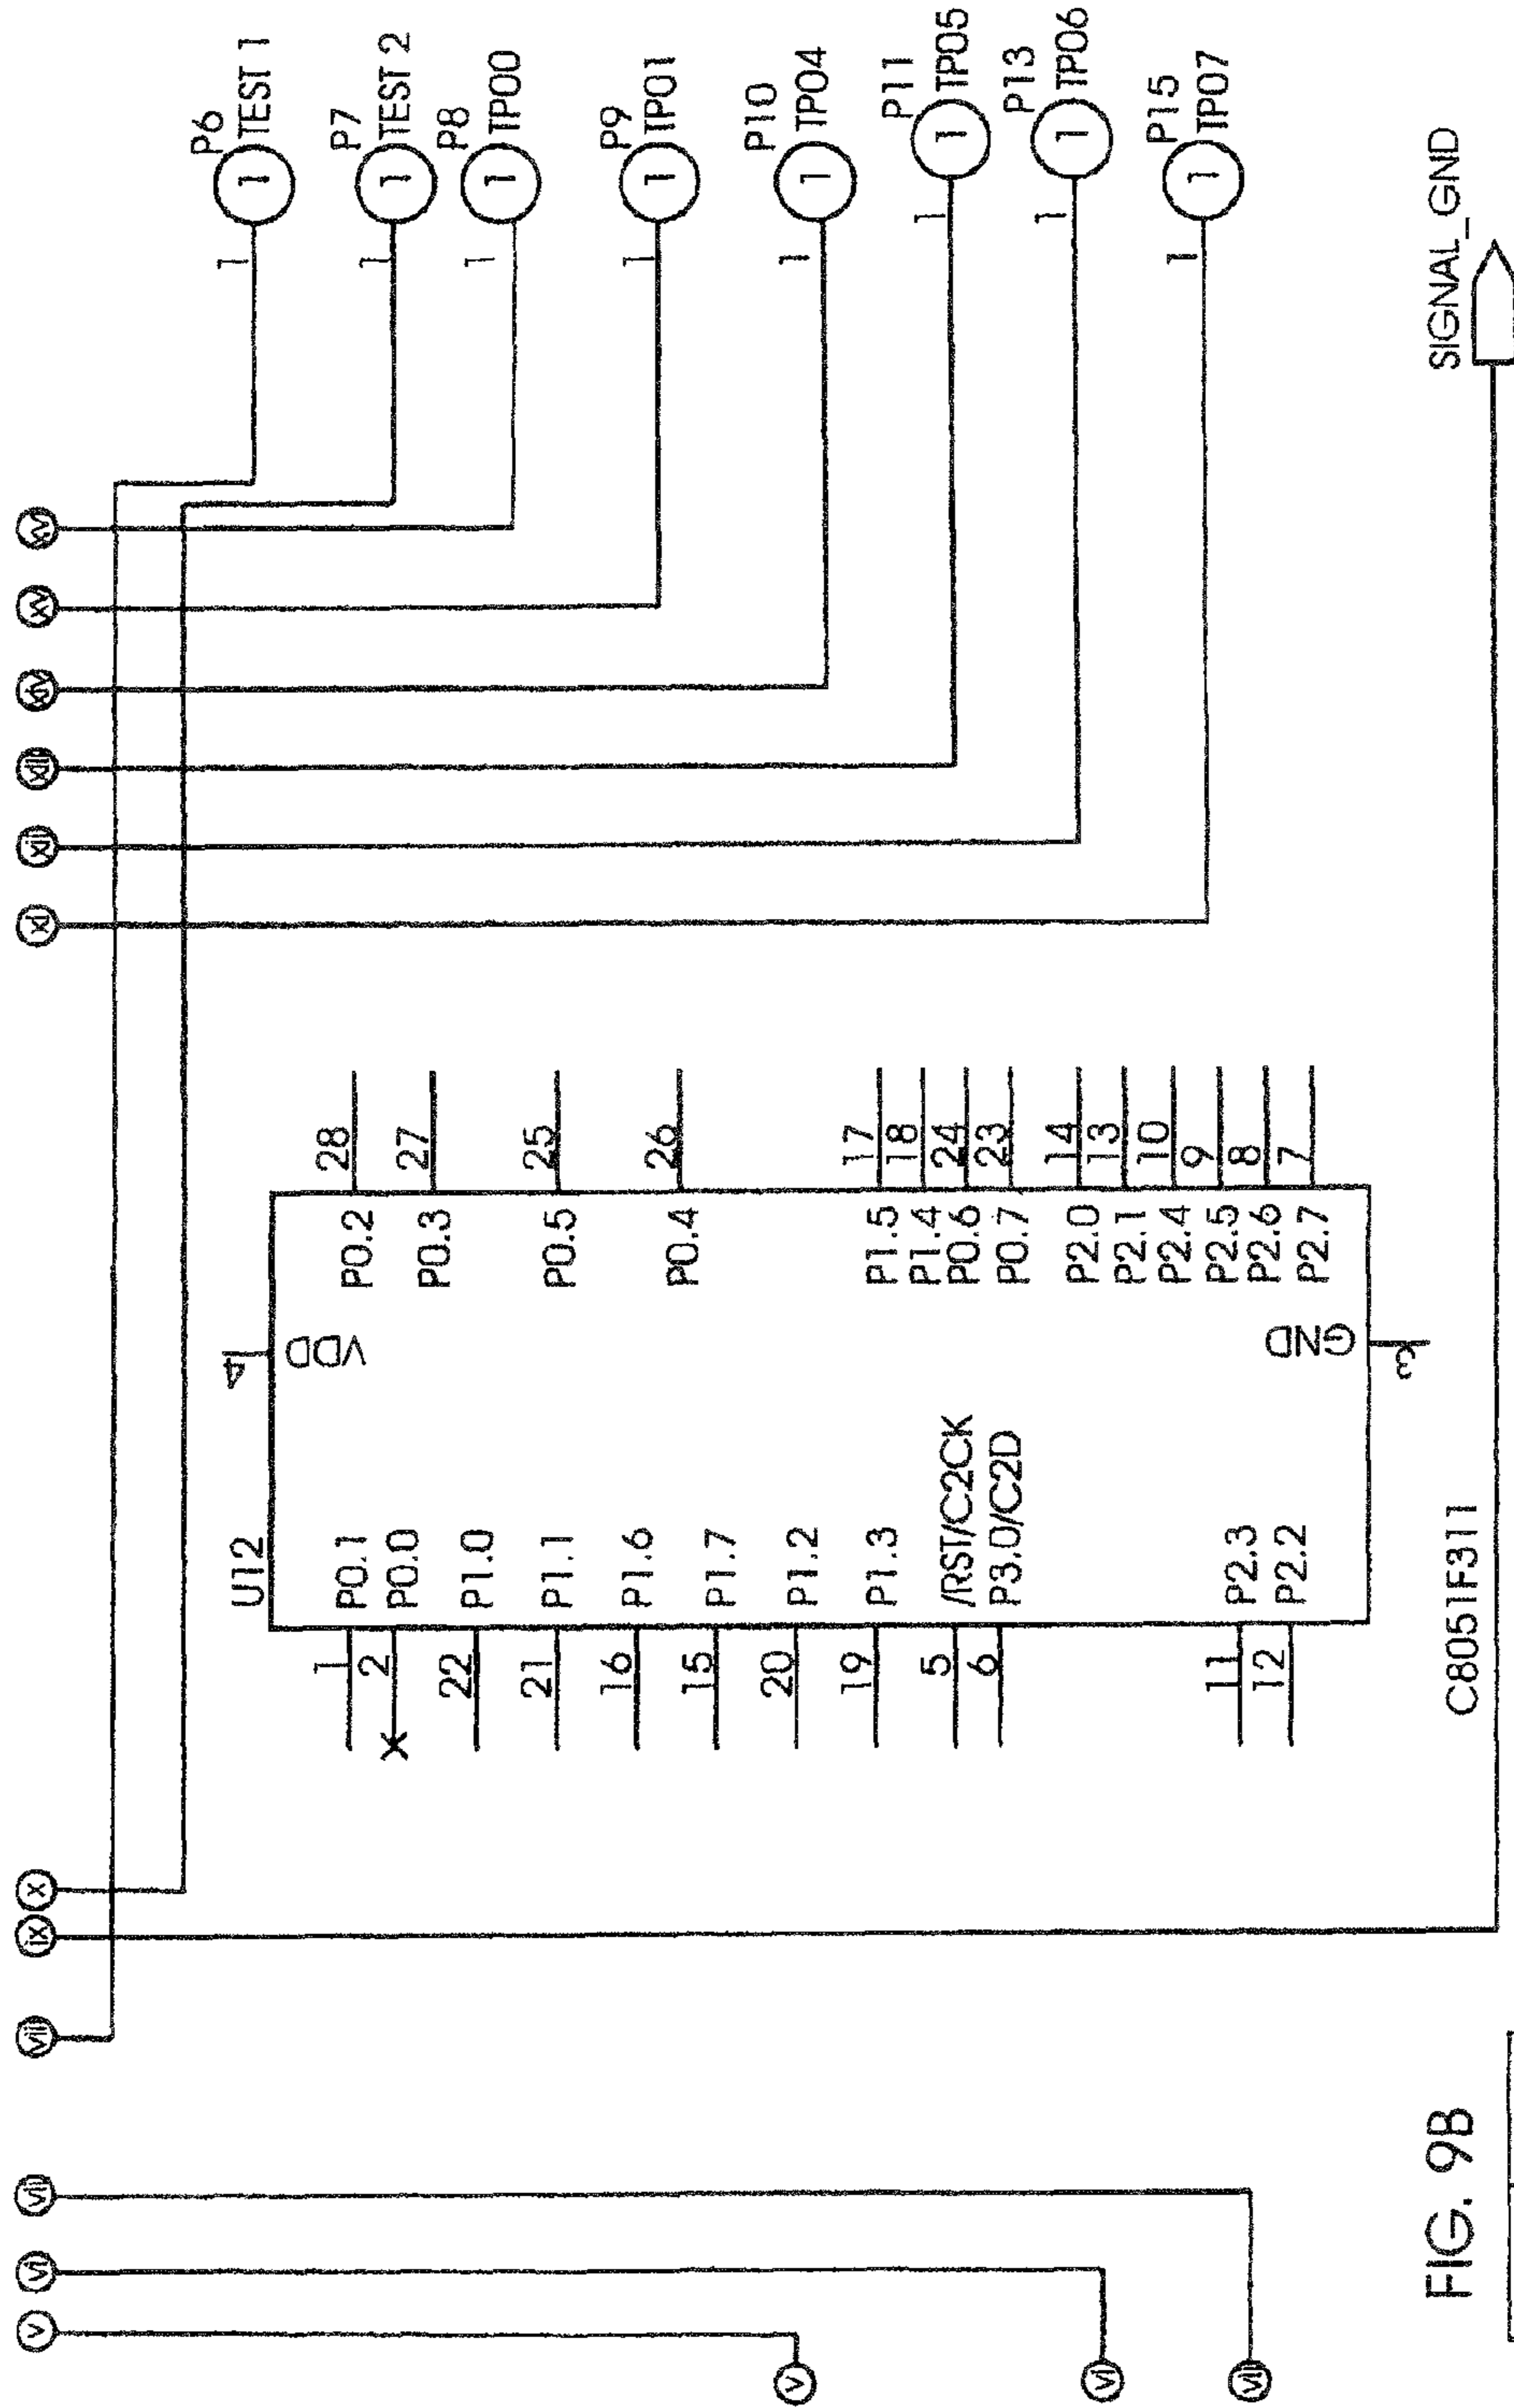 v
vi
vii
viii
ix
x
xi
xii
xiii
xiv
xv
P6
1
1
TEST 1
P7
1
1
TEST 2
P8
1
1
TP00
P9
1
1
TP01
P10
1
1
TP04
P11
1
1
TP05
P13
1
1
TP06
P15
1
1
TP07
U12
4
VDD
1 P0.1
2 P0.0
X
22 P1.0
21 P1.1
16 P1.6
15 P1.7
20 P1.2
19 P1.3
5 /RST/C2CK
6 P3.0/C2D
11 P2.3
12 P2.2
P0.2 28
P0.3 27
P0.5 25
P0.4 26
P1.5 17
P1.4 18
P0.6 24
P0.7 23
P2.0 14
P2.1 13
P2.4 10
P2.5 9
P2.6 8
P2.7 7
GND
3
C8051F311
v
vi
vii
SIGNAL_GND
FIG. 9B